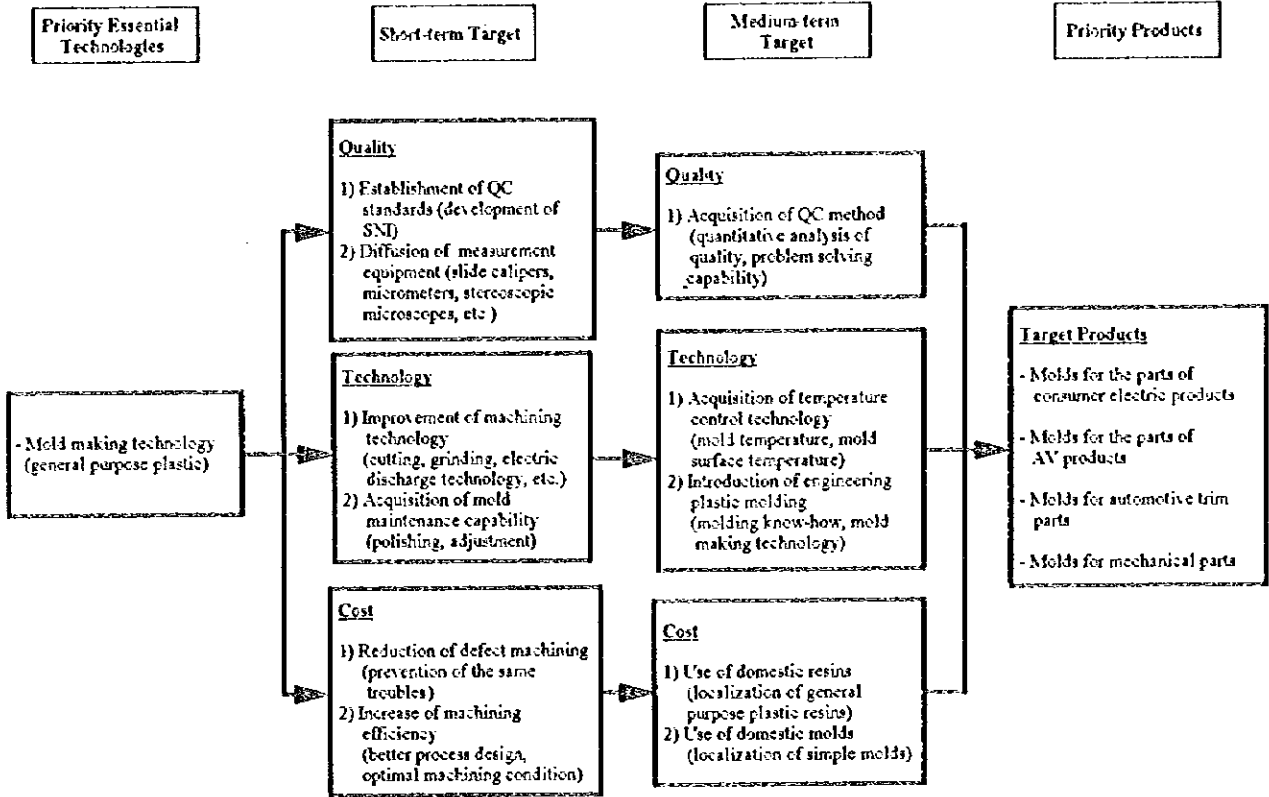 Priority Essential
Technologies
Short-term Target
Medium-term
Target
Priority Products
Quality
1) Establishment of QC
standards (development of
SNI)
2) Diffusion of measurement
equipment (slide calipers,
micrometers, stereoscopic
microscopes, etc.)
Quality
1) Acquisition of QC method
(quantitative analysis of
quality, problem solving
capability)
- Mold making technology
(general purpose plastic)
Technology
1) Improvement of machining
technology
(cutting, grinding, electric
discharge technology, etc.)
2) Acquisition of mold
maintenance capability
(polishing, adjustment)
Technology
1) Acquisition of temperature
control technology
(mold temperature, mold
surface temperature)
2) Introduction of engineering
plastic molding
(molding know-how, mold
making technology)
Target Products
- Molds for the parts of
consumer electric products
- Molds for the parts of
AV products
- Molds for automotive trim
parts
- Molds for mechanical parts
Cost
1) Reduction of defect machining
(prevention of the same
troubles)
2) Increase of machining
efficiency
(better process design,
optimal machining condition)
Cost
1) Use of domestic resins
(localization of general
purpose plastic resins)
2) Use of domestic molds
(localization of simple molds)